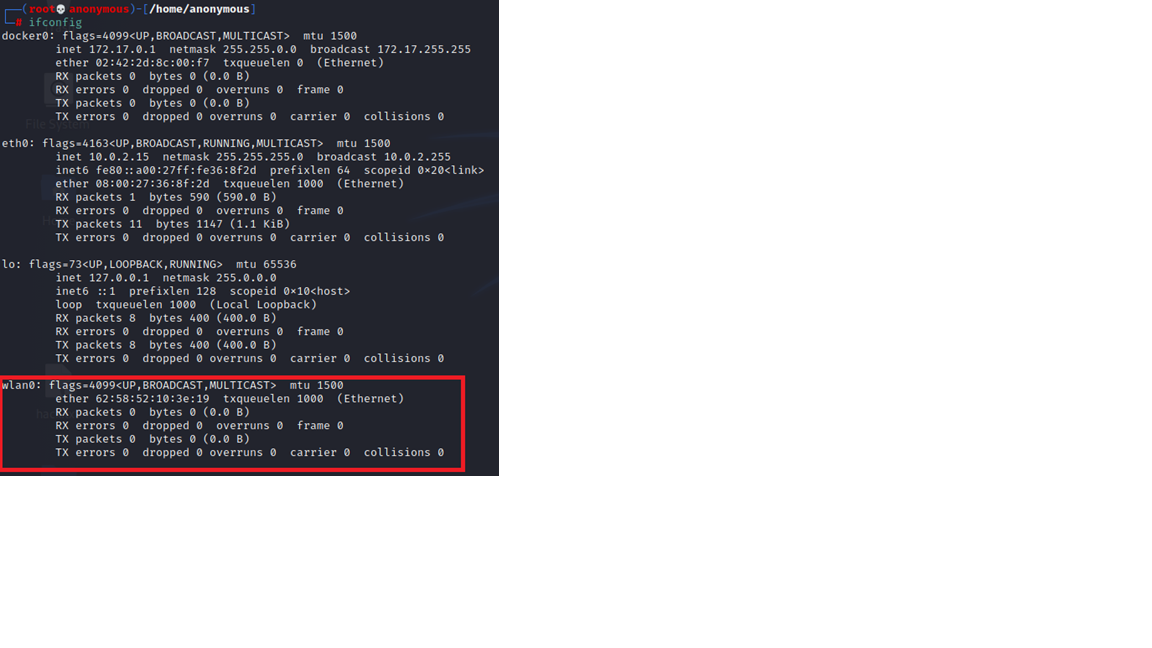 ┌──(root💀anonymous)-[/home/anonymous]
└─# ifconfig
docker0: flags=4099<UP,BROADCAST,MULTICAST>  mtu 1500
inet 172.17.0.1  netmask 255.255.0.0  broadcast 172.17.255.255
ether 02:42:2d:8c:00:f7  txqueuelen 0  (Ethernet)
RX packets 0  bytes 0 (0.0 B)
RX errors 0  dropped 0  overruns 0  frame 0
TX packets 0  bytes 0 (0.0 B)
TX errors 0  dropped 0 overruns 0  carrier 0  collisions 0
File System
eth0: flags=4163<UP,BROADCAST,RUNNING,MULTICAST>  mtu 1500
inet 10.0.2.15  netmask 255.255.255.0  broadcast 10.0.2.255
inet6 fe80::a00:27ff:fe36:8f2d  prefixlen 64  scopeid 0×20<link>
ether 08:00:27:36:8f:2d  txqueuelen 1000  (Ethernet)
RX packets 1  bytes 590 (590.0 B)
RX errors 0  dropped 0  overruns 0  frame 0
TX packets 11  bytes 1147 (1.1 KiB)
TX errors 0  dropped 0 overruns 0  carrier 0  collisions 0
lo: flags=73<UP,LOOPBACK,RUNNING>  mtu 65536
inet 127.0.0.1  netmask 255.0.0.0
inet6 ::1  prefixlen 128  scopeid 0×10<host>
loop  txqueuelen 1000  (Local Loopback)
RX packets 8  bytes 400 (400.0 B)
RX errors 0  dropped 0  overruns 0  frame 0
TX packets 8  bytes 400 (400.0 B)
TX errors 0  dropped 0 overruns 0  carrier 0  collisions 0
wlan0: flags=4099<UP,BROADCAST,MULTICAST>  mtu 1500
ether 62:58:52:10:3e:19  txqueuelen 1000  (Ethernet)
RX packets 0  bytes 0 (0.0 B)
RX errors 0  dropped 0  overruns 0  frame 0
TX packets 0  bytes 0 (0.0 B)
TX errors 0  dropped 0 overruns 0  carrier 0  collisions 0